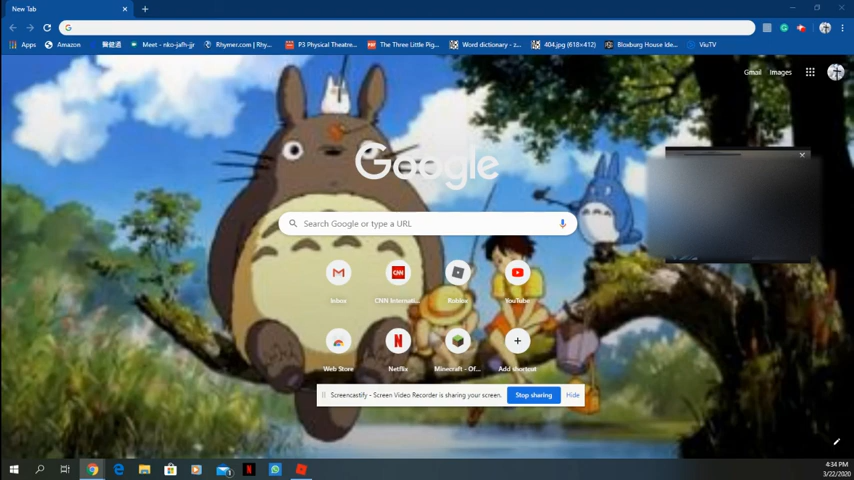 New Tab
Apps Amazon 醫健通 Meet - nko-jafh-jjr Rhymer.com | Rhy... P3 Physical Theatre... The Three Little Pig... Word dictionary - z... 404.jpg (618×412) Bloxburg House Ide... ViuTV
Gmail Images
Google
Search Google or type a URL
Inbox CNN Internati... Roblox YouTube
Web Store Netflix Minecraft - Of... Add shortcut
Screencastify - Screen Video Recorder is sharing your screen. Stop sharing Hide
4:34 PM
3/22/2020